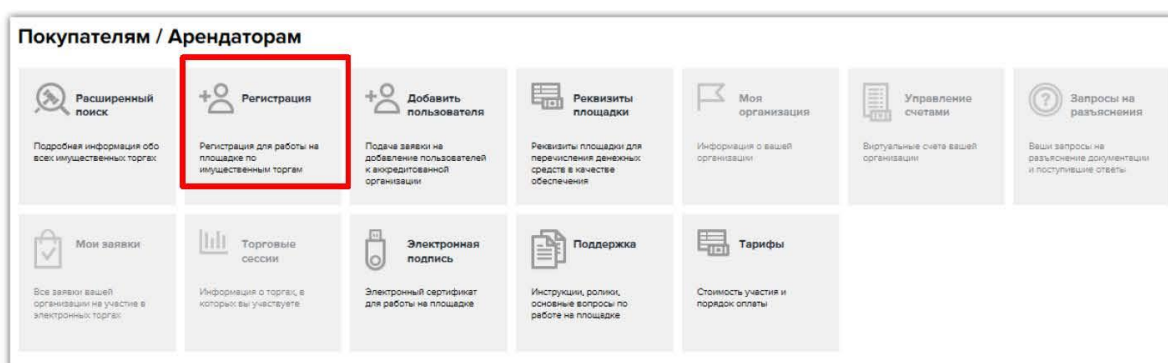 Покупателям / Арендаторам
Расширенный
поиск
Подробная информация обо
всех имущественных торгах
Регистрация
Регистрация для работы на
площадке по
имущественным торгам
Добавить
пользователя
Подача заявки на
добавление пользователей
к аккредитованной
организации
Реквизиты
площадки
Реквизиты площадки для
перечисления денежных
средств в качестве
обеспечения
Моя
организация
Информация о вашей
организации
Управление
счетами
Виртуальные счета вашей
организации
Запросы на
разъяснения
Ваши запросы на
разъяснение документации
и поступившие ответы
Мои заявки
Все заявки вашей
организации на участие в
электронных торгах
Торговые
сессии
Информация о торгах, в
которых вы участвуете
Электронная
подпись
Электронный сертификат
для работы на площадке
Поддержка
Инструкции, ролики,
основные вопросы по
работе на площадке
Тарифы
Стоимость участия и
порядок оплаты